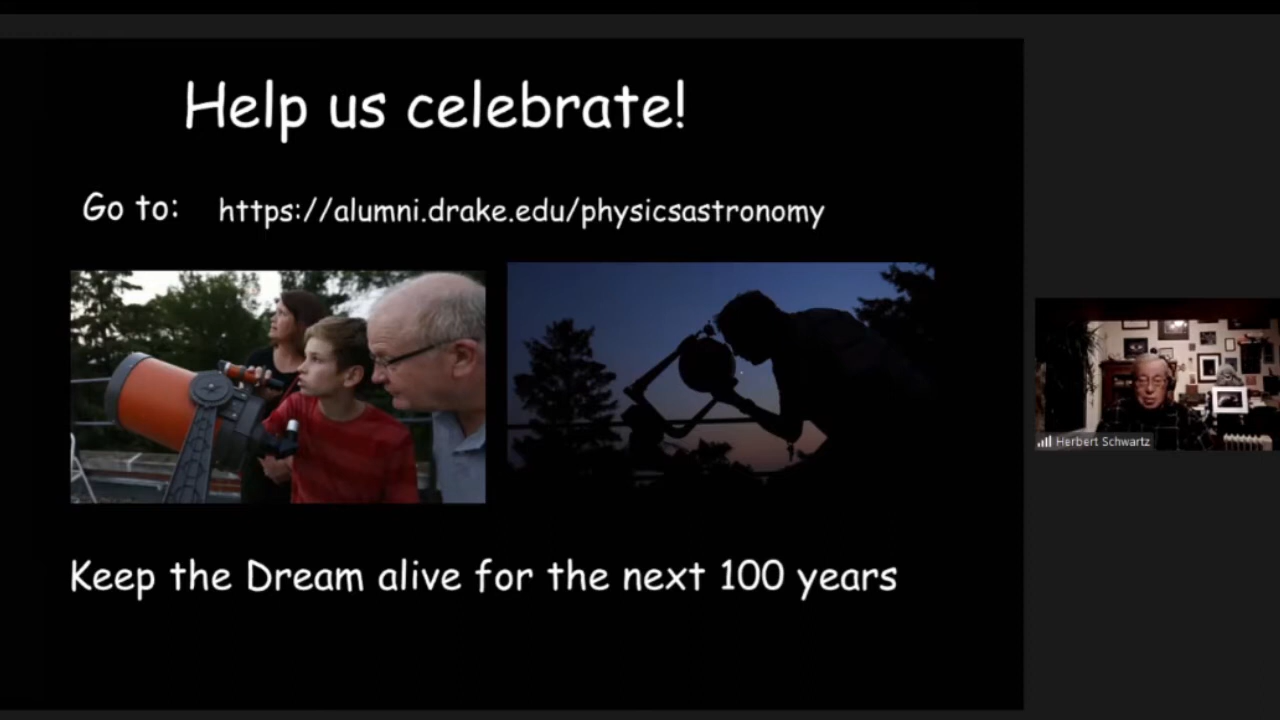 Help us celebrate!
Go to: https://alumni.drake.edu/physicsastronomy
Herbert Schwartz
Keep the Dream alive for the next 100 years